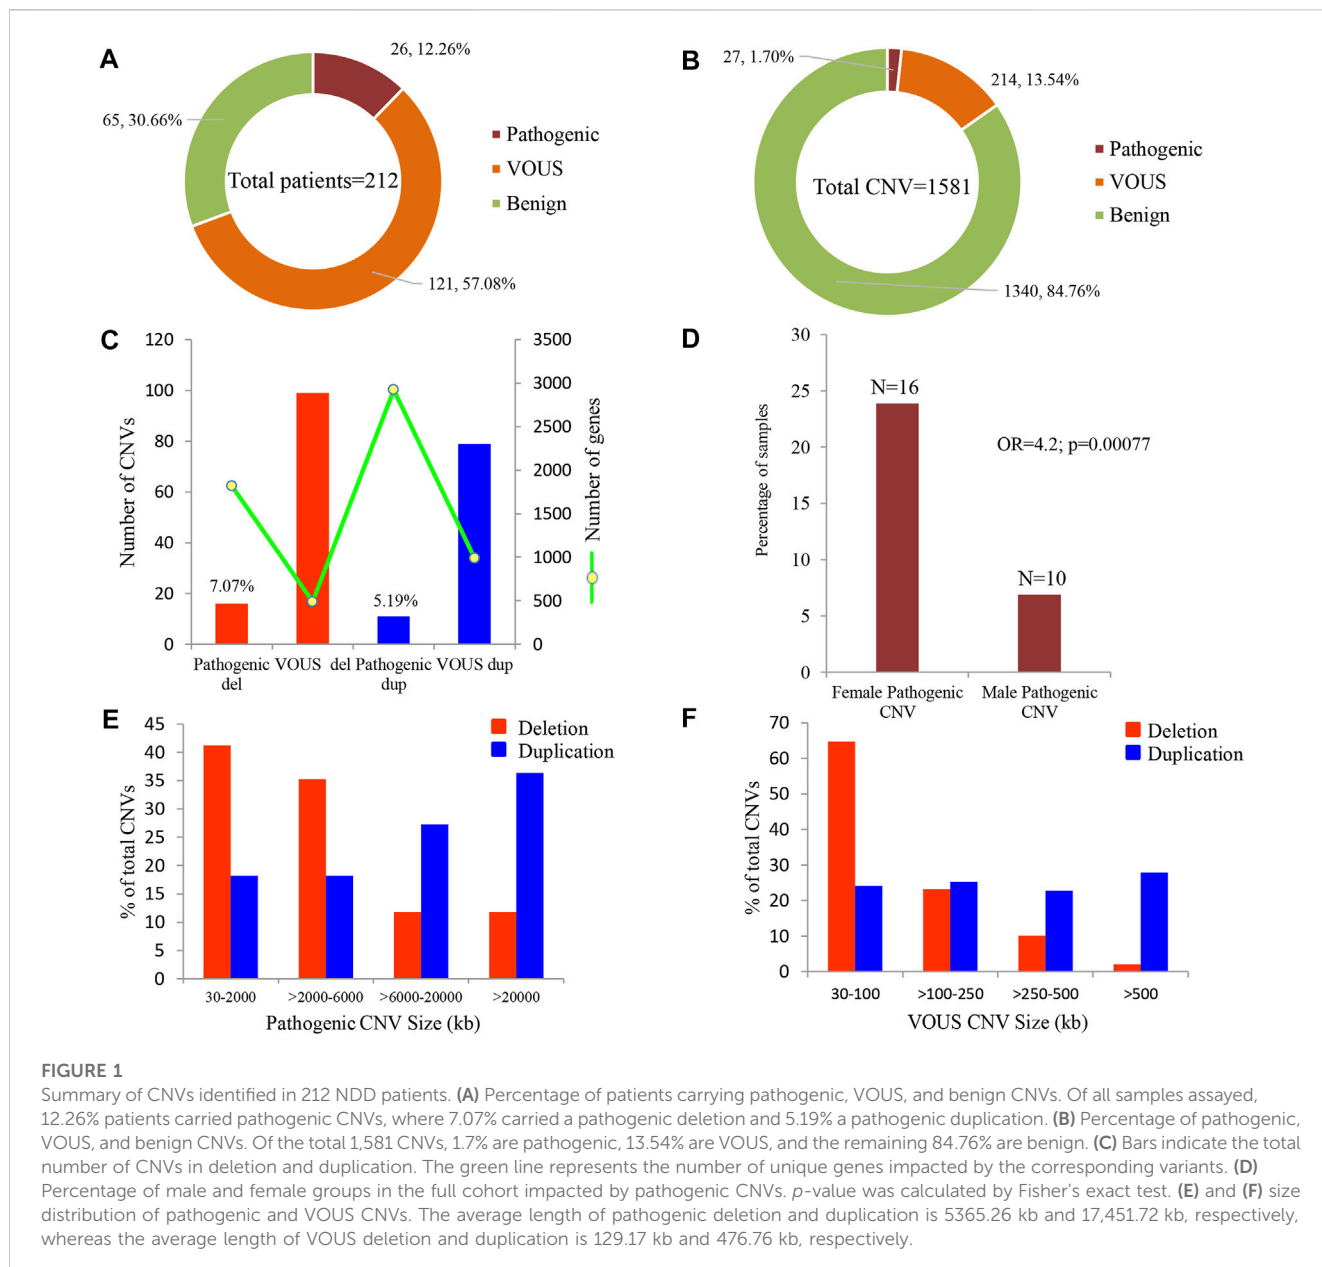 A
26, 12.26%
65, 30.66%
Total patients=212
121, 57.08%
Pathogenic
VOUS
Benign
B
27, 1.70%
214, 13.54%
Total CNV=1581
1340, 84.76%
Pathogenic
VOUS
Benign
C
120
100
80
60
40
20
0
Number of CNVs
7.07%
5.19%
3500
3000
2500
2000
1500
1000
500
0
Number of genes
Pathogenic VOUS del Pathogenic VOUS dup
del dup
D
30
25
20
15
10
5
0
Percentage of samples
N=16
N=10
OR=4.2; p=0.00077
Female Pathogenic Male Pathogenic
CNV CNV
E
45
40
35
30
25
20
15
10
5
0
% of total CNVs
Deletion
Duplication
30-2000 >2000-6000 >6000-20000 >20000
Pathogenic CNV Size (kb)
F
70
60
50
40
30
20
10
0
% of total CNVs
Deletion
Duplication
30-100 >100-250 >250-500 >500
VOUS CNV Size (kb)
FIGURE 1
Summary of CNVs identified in 212 NDD patients. (A) Percentage of patients carrying pathogenic, VOUS, and benign CNVs. Of all samples assayed,
12.26% patients carried pathogenic CNVs, where 7.07% carried a pathogenic deletion and 5.19% a pathogenic duplication. (B) Percentage of pathogenic,
VOUS, and benign CNVs. Of the total 1,581 CNVs, 1.7% are pathogenic, 13.54% are VOUS, and the remaining 84.76% are benign. (C) Bars indicate the total
number of CNVs in deletion and duplication. The green line represents the number of unique genes impacted by the corresponding variants. (D)
Percentage of male and female groups in the full cohort impacted by pathogenic CNVs. p-value was calculated by Fisher's exact test. (E) and (F) size
distribution of pathogenic and VOUS CNVs. The average length of pathogenic deletion and duplication is 5365.26 kb and 17,451.72 kb, respectively,
whereas the average length of VOUS deletion and duplication is 129.17 kb and 476.76 kb, respectively.